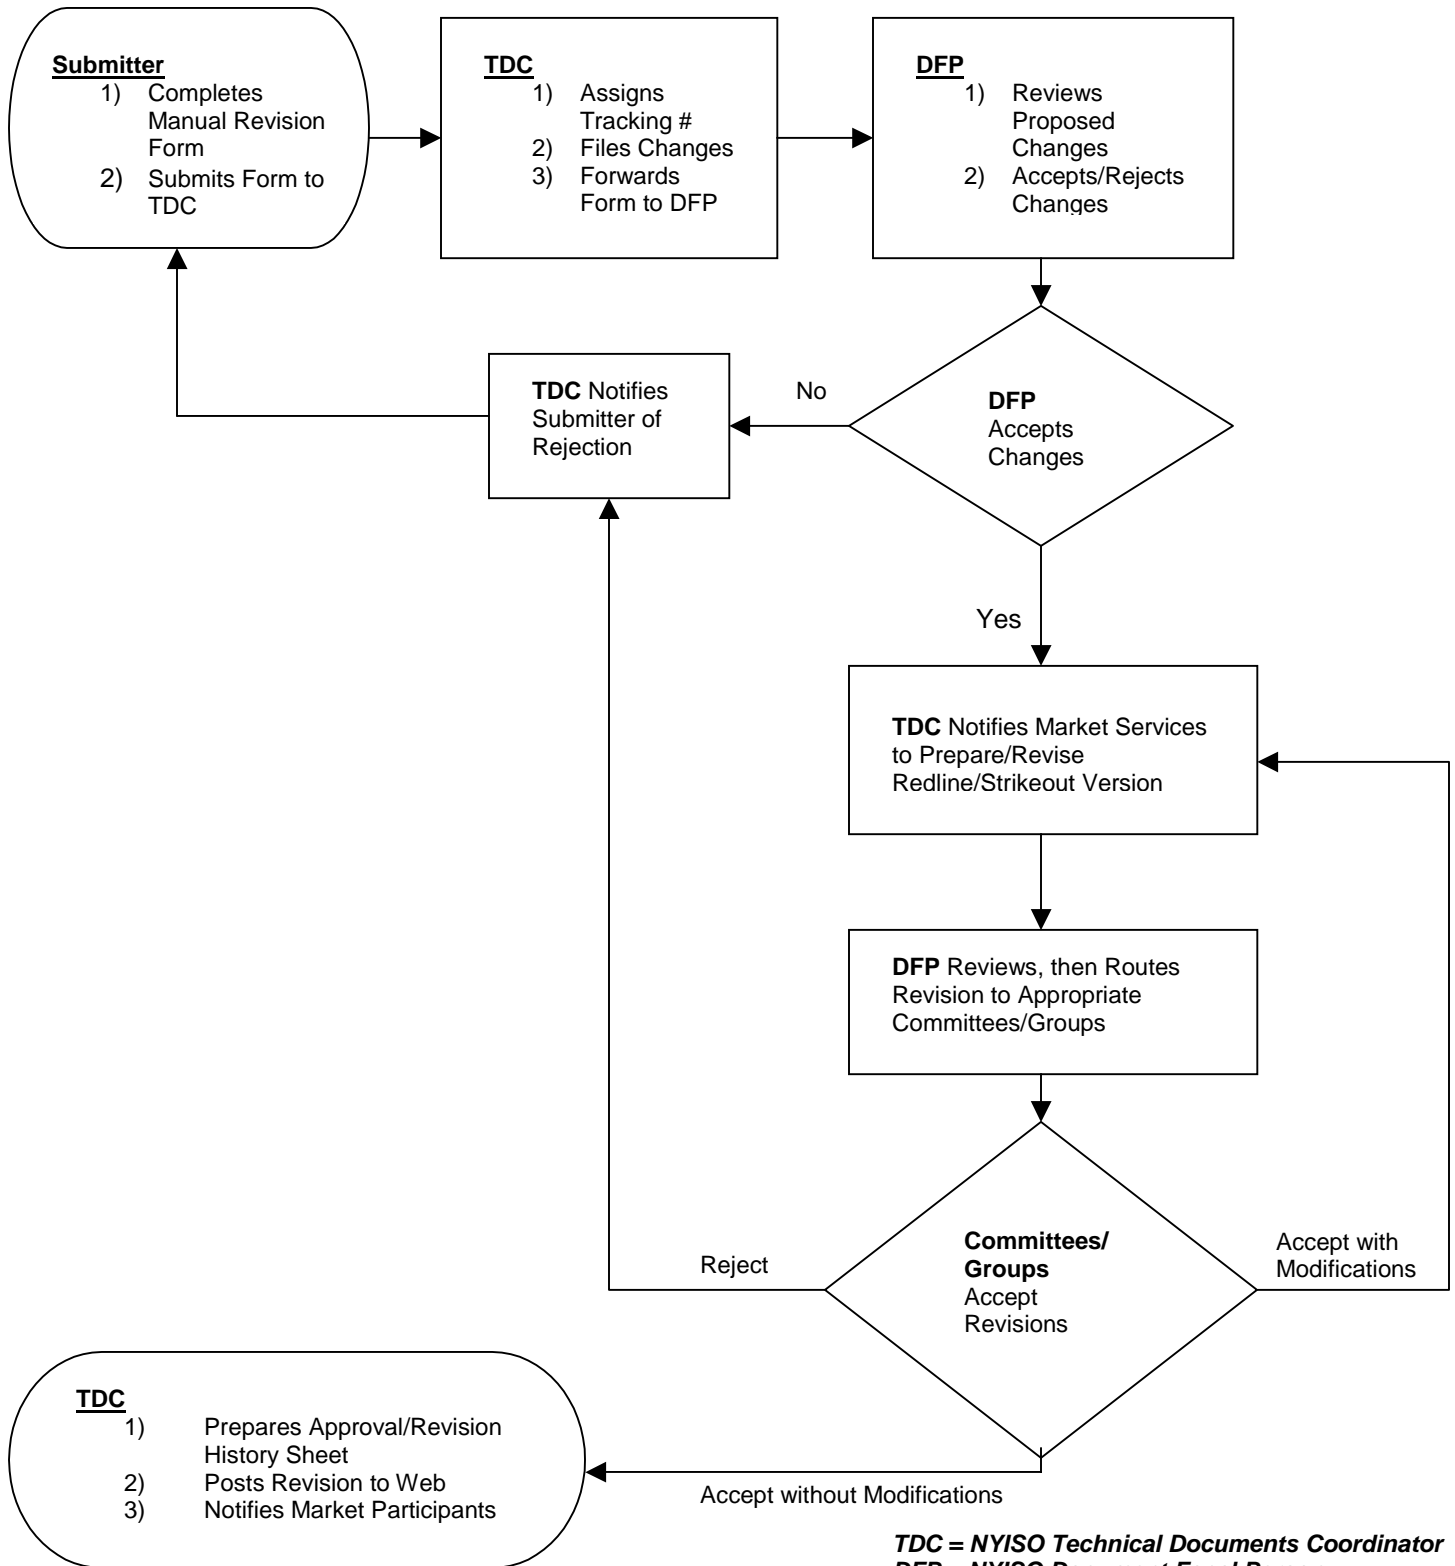 Submitter
1) Completes
Manual Revision
Form
2) Submits Form to
TDC
TDC
1) Assigns
Tracking #
2) Files Changes
3) Forwards
Form to DFP
DFP
1) Reviews
Proposed
Changes
2) Accepts/Rejects
Changes
TDC Notifies
Submitter of
Rejection
No
DFP
Accepts
Changes
Yes
TDC Notifies Market Services
to Prepare/Revise
Redline/Strikeout Version
DFP Reviews, then Routes
Revision to Appropriate
Committees/Groups
Reject
Committees/
Groups
Accept
Revisions
Accept with
Modifications
TDC
1) Prepares Approval/Revision
History Sheet
2) Posts Revision to Web
3) Notifies Market Participants
Accept without Modifications
TDC = NYISO Technical Documents Coordinator
DFP = NYISO Document Focal